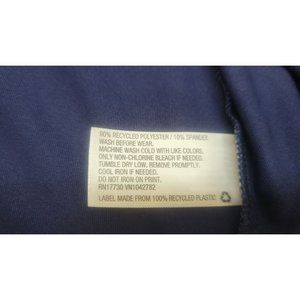 90% RECYCLED POLYESTER / 10% SPANDEX
WASH BEFORE WEAR.
MACHINE WASH COLD WITH LIKE COLORS.
ONLY NON-CHLORINE BLEACH IF NEEDED.
TUMBLE DRY LOW, REMOVE PROMPTLY.
COOL IRON IF NEEDED.
DO NOT IRON ON PRINT.
RN17730 VN1042782
LABEL MADE FROM 100% RECYCLED PLASTIC